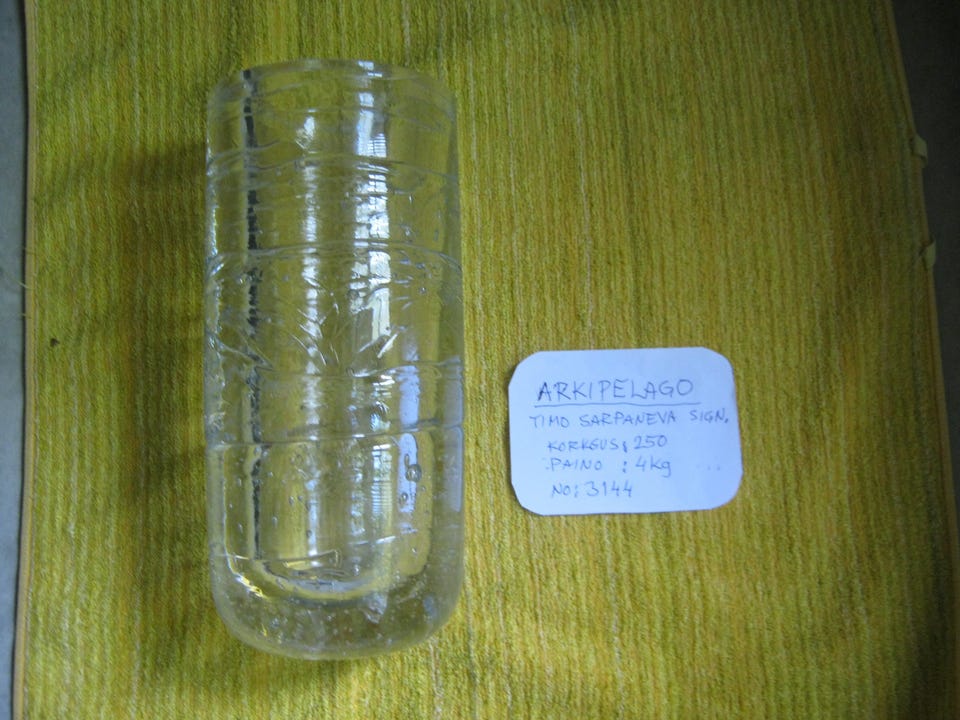 ARKIPELAGO
TIMO SARPANEVA SIGN.
KORKEUS: 250
PAINO : 4kg
NO: 3144